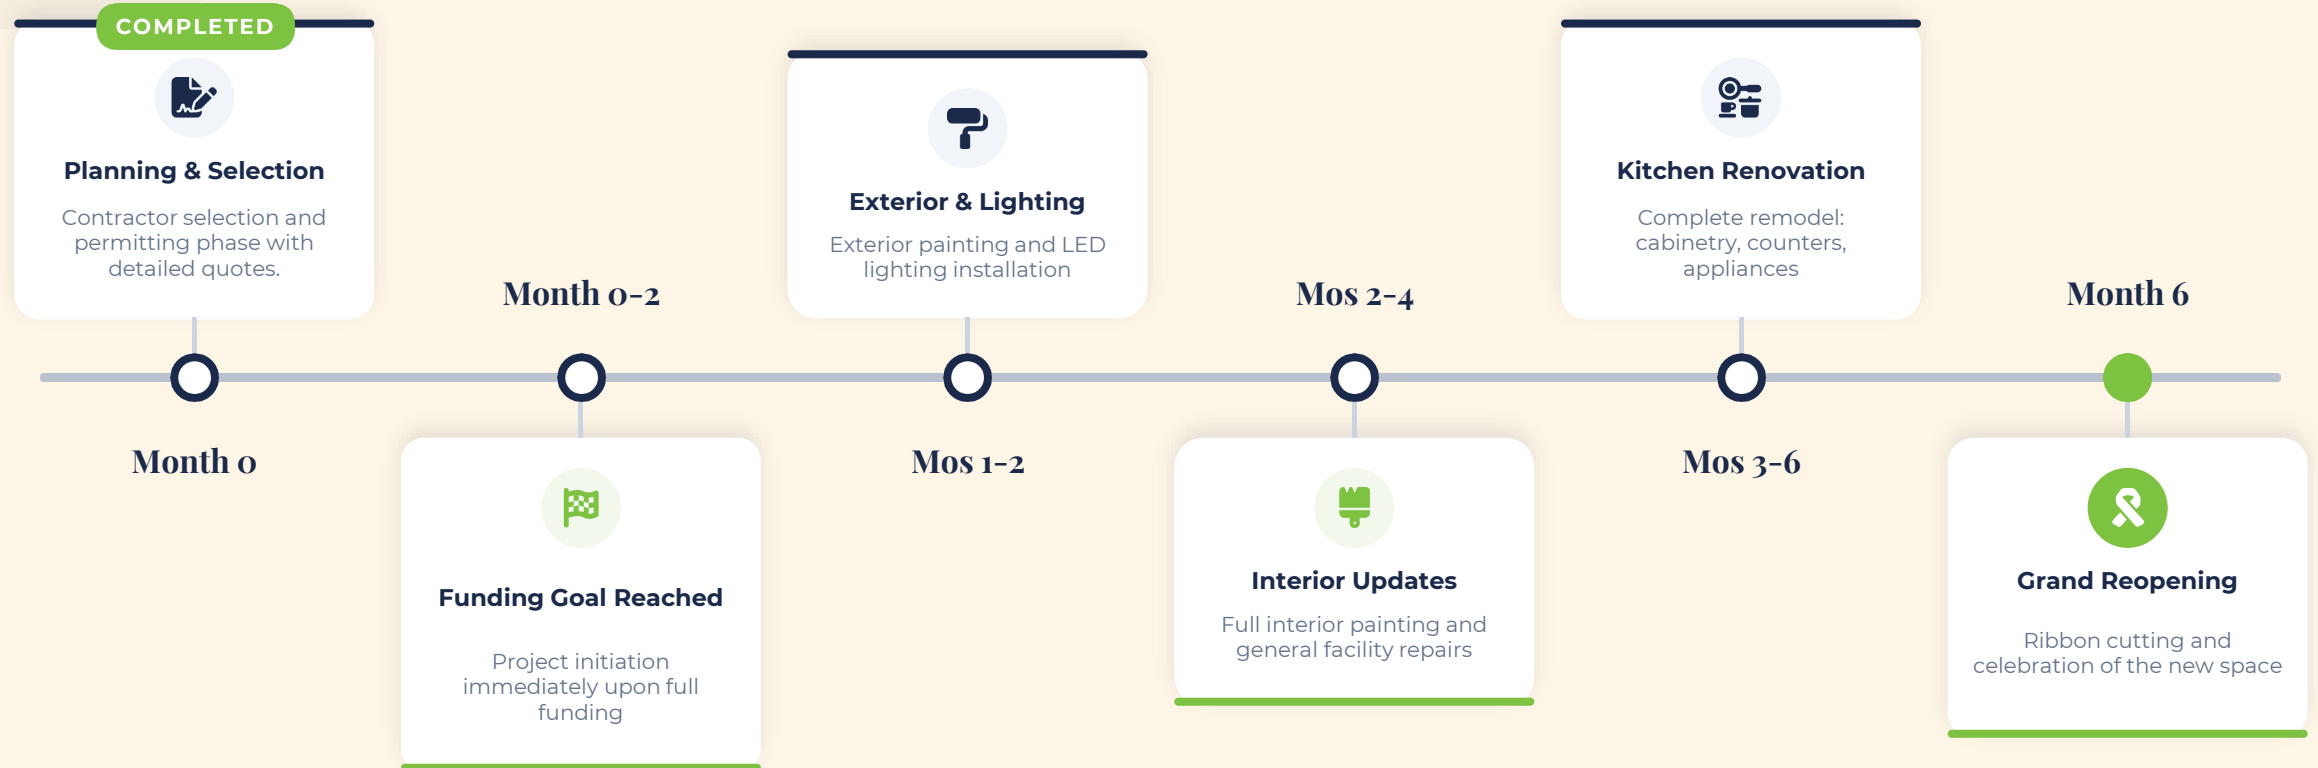 COMPLETED
Planning & Selection
Contractor selection and
permitting phase with
detailed quotes.
Month 0
Month 0-2
Funding Goal Reached
Project initiation
immediately upon full
funding
Exterior & Lighting
Exterior painting and LED
lighting installation
Mos 1-2
Mos 2-4
Interior Updates
Full interior painting and
general facility repairs
Kitchen Renovation
Complete remodel:
cabinetry, counters,
appliances
Mos 3-6
Month 6
Grand Reopening
Ribbon cutting and
celebration of the new space